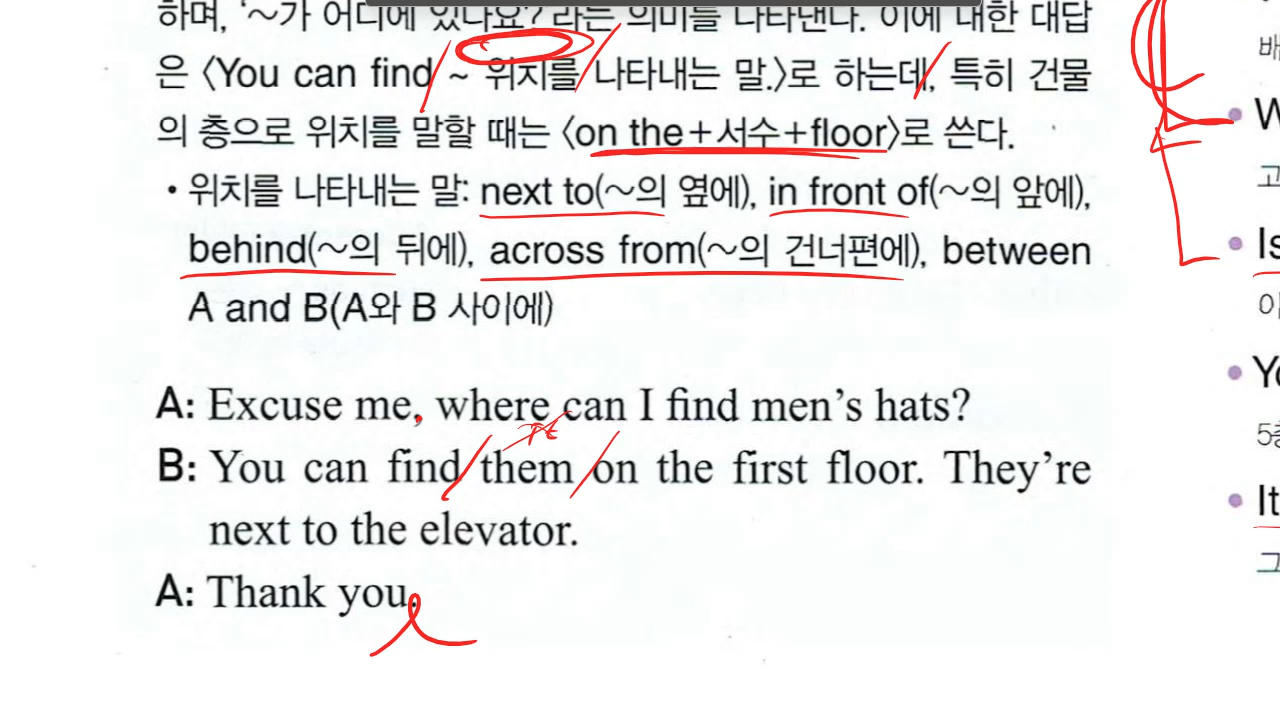 하며, ‘~가 어디에 있나요?’라는 의미를 나타낸다. 이에 대한 대답
은 〈You can find ~ 위치를 나타내는 말.〉로 하는데, 특히 건물
의 층으로 위치를 말할 때는 〈on the+서수+floor〉로 쓴다.
• 위치를 나타내는 말: next to(~의 옆에), in front of(~의 앞에),
behind(~의 뒤에), across from(~의 건너편에), between
A and B(A와 B 사이에)
A: Excuse me, where can I find men’s hats?
B: You can find them on the first floor. They’re
next to the elevator.
A: Thank you.
고
Is
이
5층
It
그